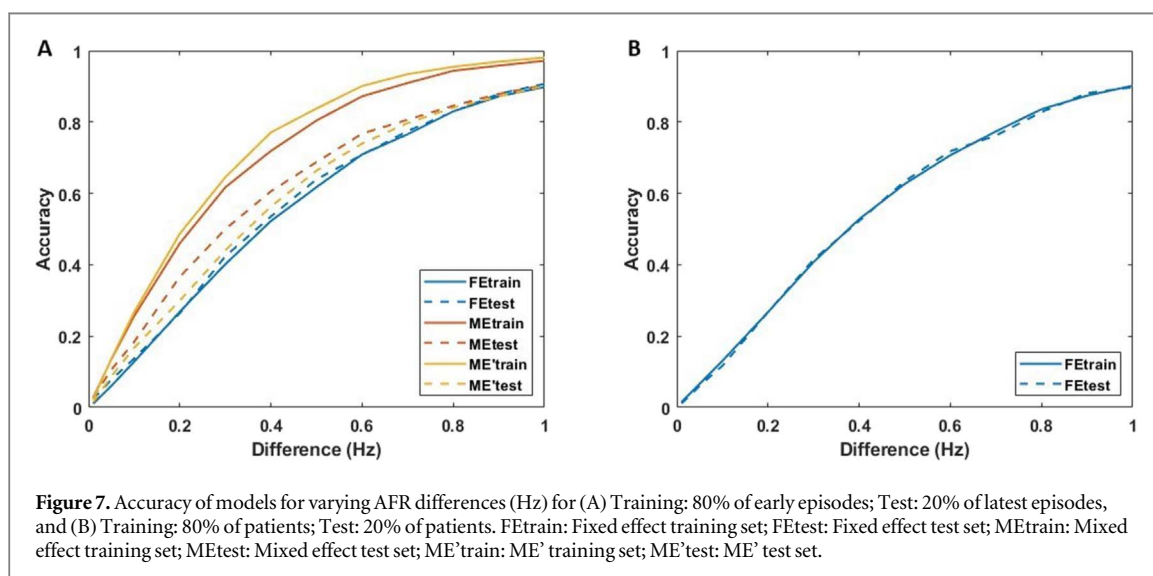 A
1
0.8
0.6
0.4
0.2
0
Accuracy
0 0.2 0.4 0.6 0.8 1
Difference (Hz)
FEtrain
FEtest
MEtrain
MEtest
ME'train
ME'test
B
1
0.8
0.6
0.4
0.2
0
Accuracy
0 0.2 0.4 0.6 0.8 1
Difference (Hz)
FEtrain
FEtest
Figure 7. Accuracy of models for varying AFR differences (Hz) for (A) Training: 80% of early episodes; Test: 20% of latest episodes,
and (B) Training: 80% of patients; Test: 20% of patients. FEtrain: Fixed effect training set; FEtest: Fixed effect test set; MEtrain: Mixed
effect training set; MEtest: Mixed effect test set; ME’train: ME’ training set; ME’test: ME’ test set.